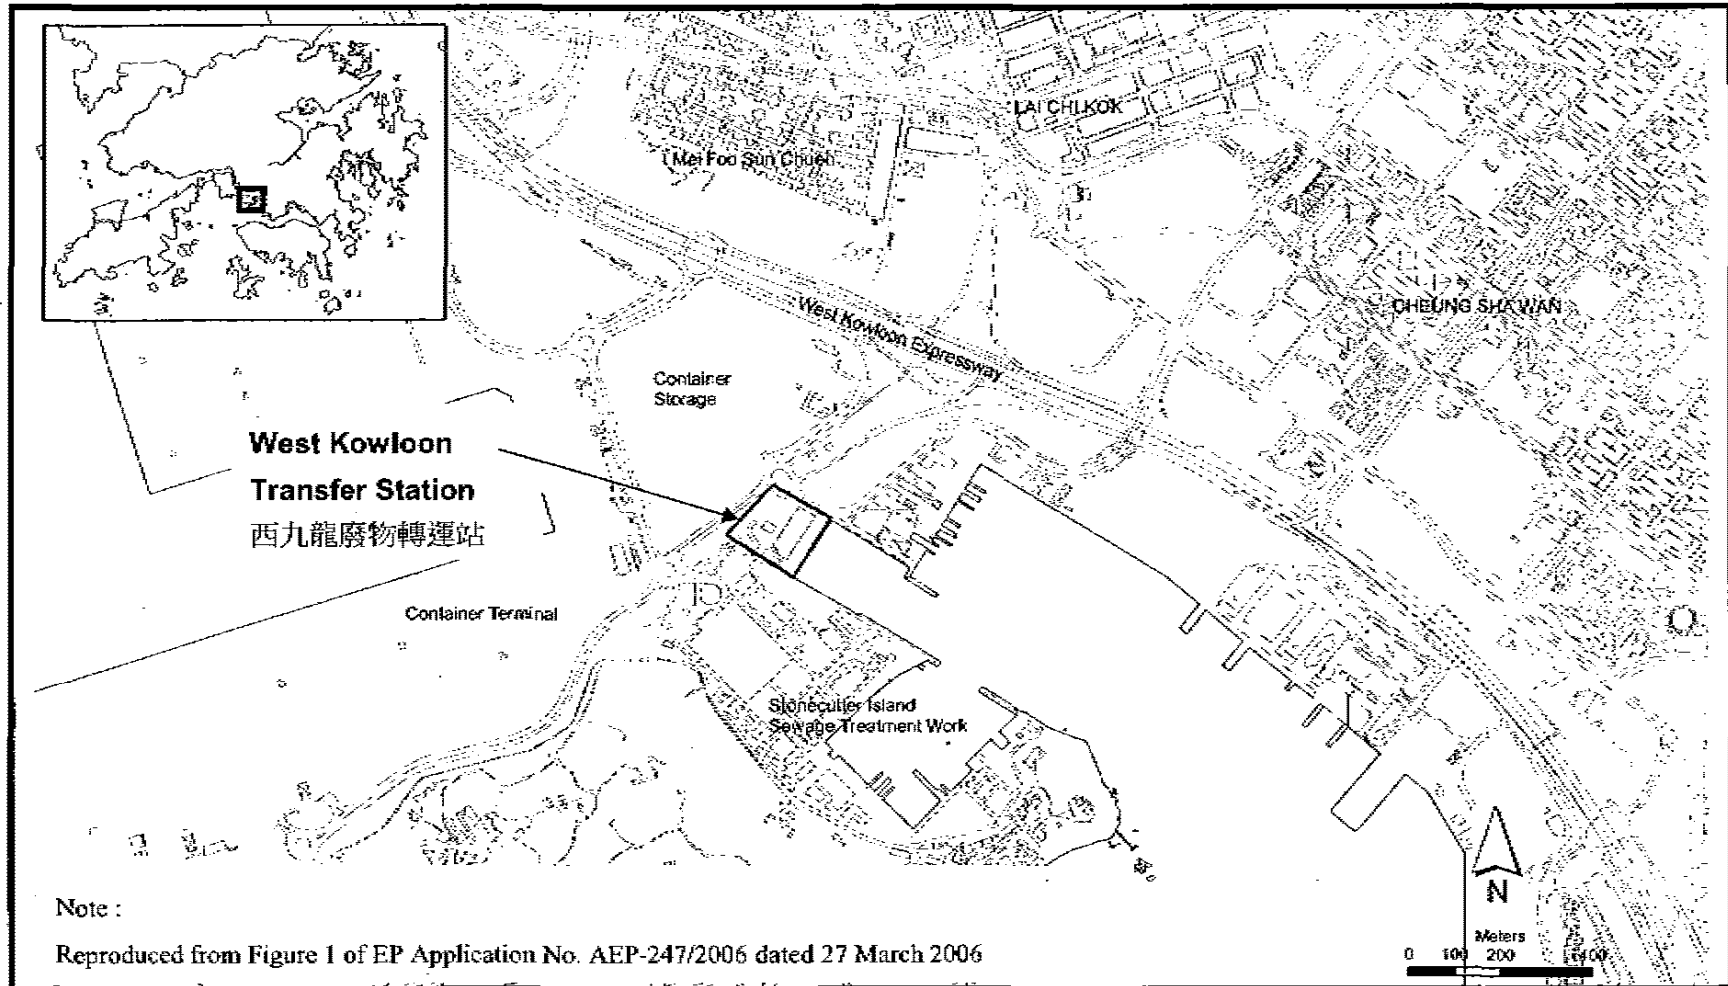 LAI CHI KOK
Mei Foo Sun Chuen
CHEUNG SHA WAN
West Kowloon Expressway
Container
Storage
West Kowloon
Transfer Station
西九龍廢物轉運站
Container Terminal
Stonecutter Island
Sewage Treatment Work
N
Meters
0 100 200 400
Note :
Reproduced from Figure 1 of EP Application No. AEP-247/2006 dated 27 March 2006